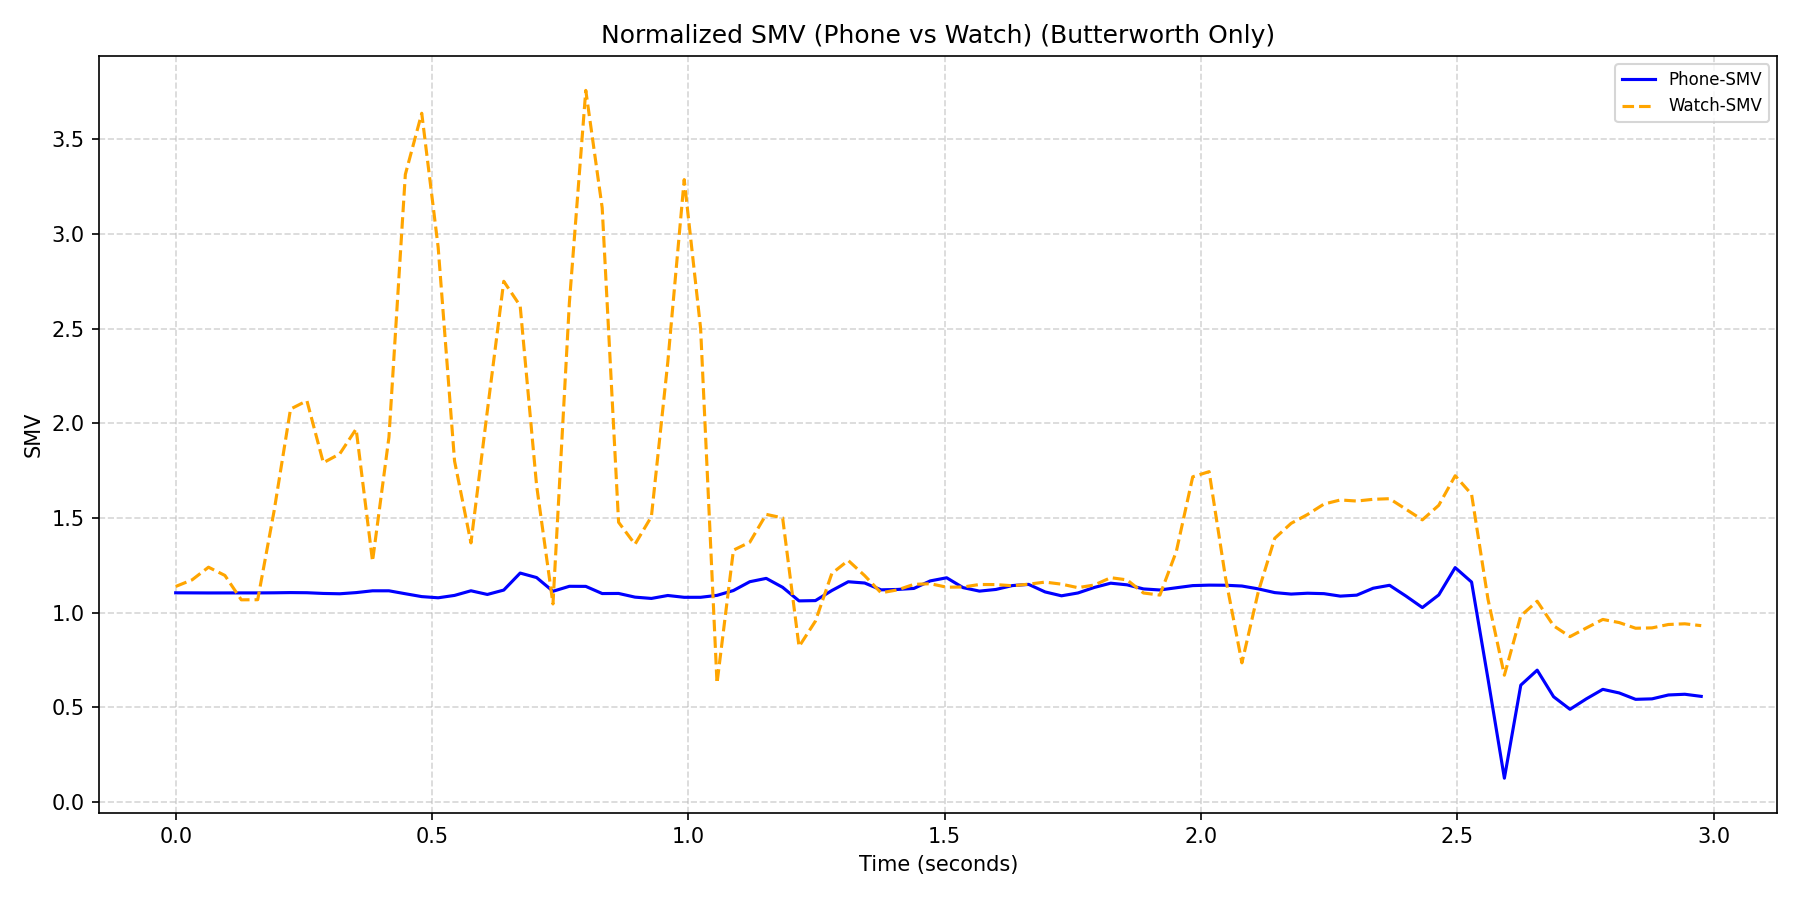 Normalized SMV (Phone vs Watch) (Butterworth Only)
Phone-SMV
Watch-SMV
3.5
3.0
2.5
2.0
1.5
1.0
0.5
0.0
SMV
0.0 0.5 1.0 1.5 2.0 2.5 3.0
Time (seconds)